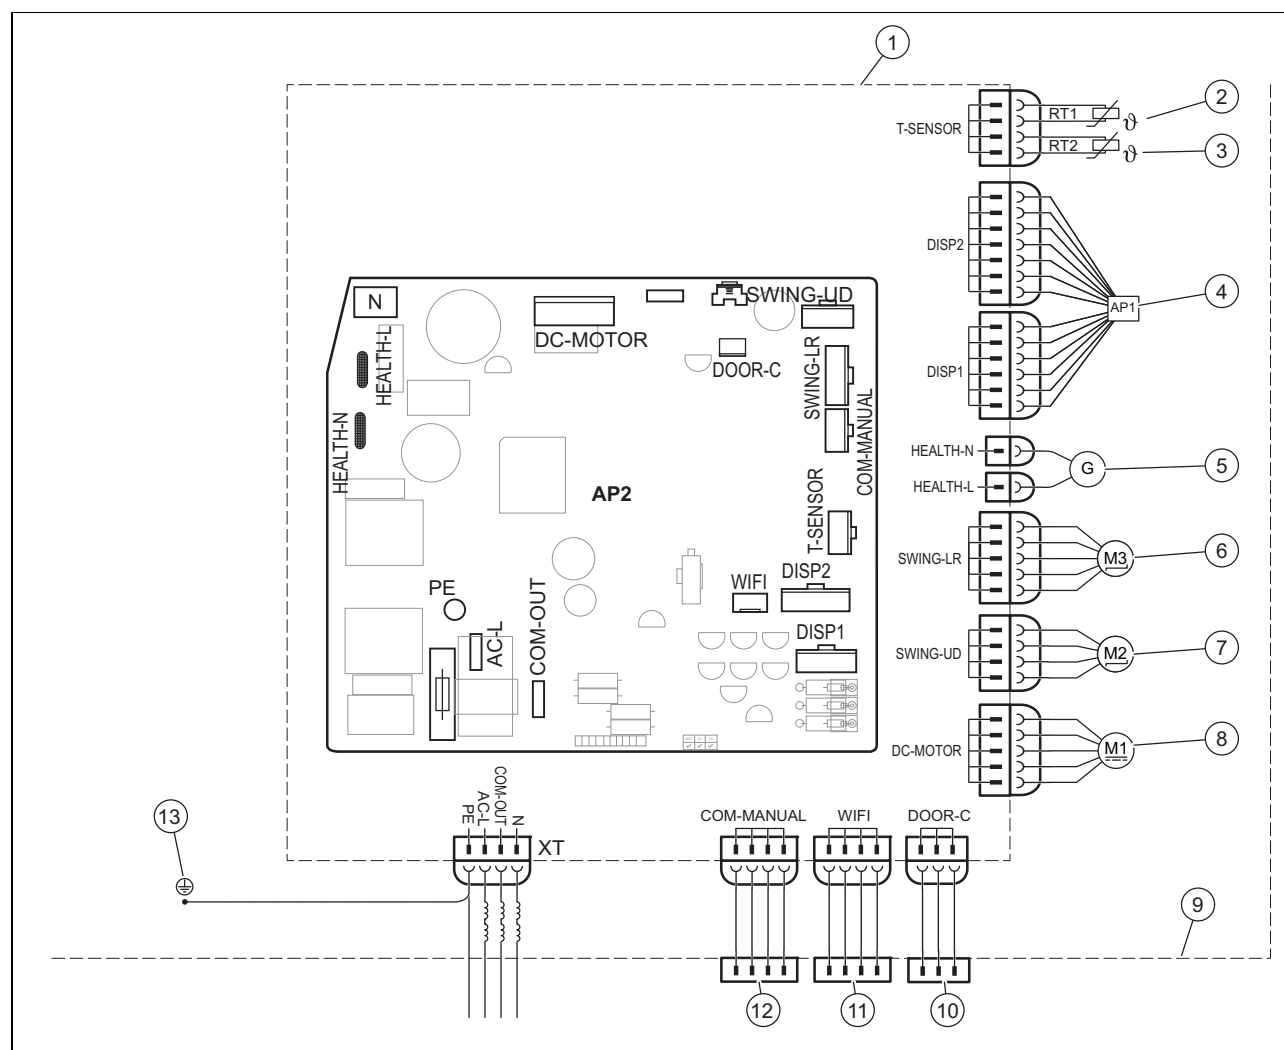 1
2
T-SENSOR
RT1
ϑ
RT2
ϑ
3
DISP2
AP1
4
DISP1
N
SWING-UD
DC-MOTOR
HEALTH-L
DOOR-C
SWING-LR
COM-MANUAL
HEALTH-N
HEALTH-N
G
5
HEALTH-L
AP2
T-SENSOR
SWING-LR
M3
6
PE
WIFI
DISP2
AC-L
COM-OUT
DISP1
SWING-UD
M2
7
DC-MOTOR
M1
8
PE
AC-L
COM-OUT
N
XT
COM-MANUAL
WIFI
DOOR-C
13
9
12
11
10